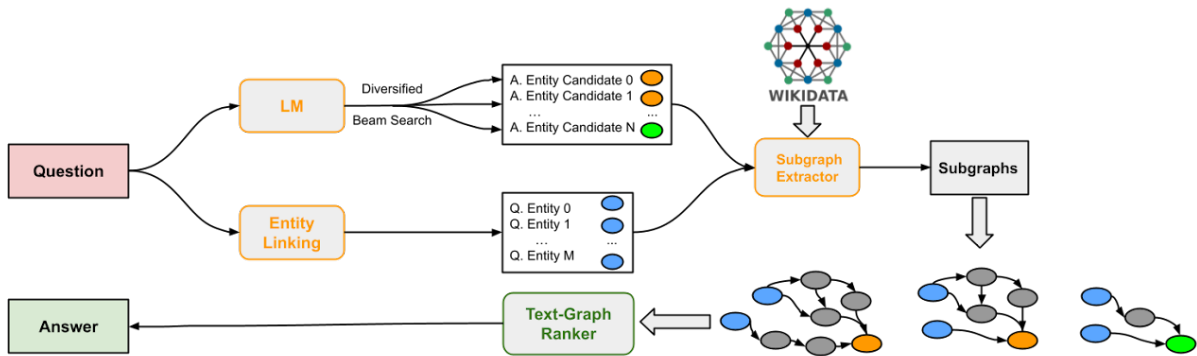 WIKIDATA
LM
Diversified
Beam Search
A. Entity Candidate 0
A. Entity Candidate 1
... ...
A. Entity Candidate N
Question
Subgraph
Extractor
Subgraphs
Entity
Linking
Q. Entity 0
Q. Entity 1
... ...
Q. Entity M
Answer
Text-Graph
Ranker